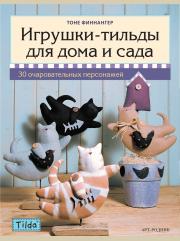 ТОНЕ ФИННАНГЕР
Игрушки-тильды
для дома и сада
30 очаровательных персонажей
Tilda
АРТ-РОДНИК